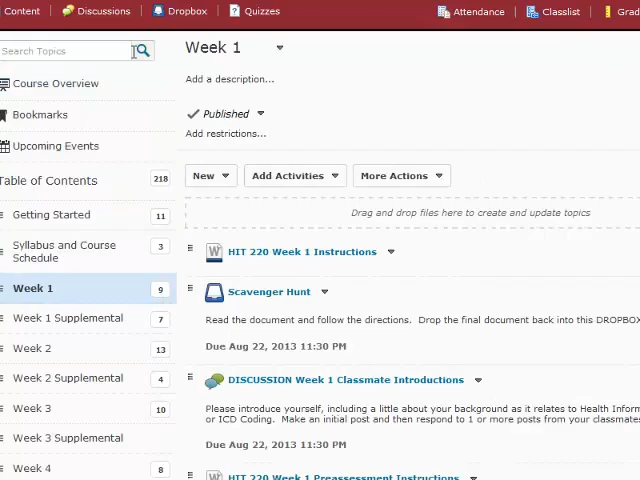 Content Discussions Dropbox Quizzes Attendance Classlist Grad
Search Topics
Course Overview
Bookmarks
Upcoming Events
Table of Contents 218
Getting Started 11
Syllabus and Course
Schedule 3
Week 1 9
Week 1 Supplemental 7
Week 2 13
Week 2 Supplemental 4
Week 3 10
Week 3 Supplemental
Week 4 8
Week 1
Add a description...
Published
Add restrictions...
New Add Activities More Actions
Drag and drop files here to create and update topics
HIT 220 Week 1 Instructions
Scavenger Hunt
Read the document and follow the directions. Drop the final document back into this DROPBOX
Due Aug 22, 2013 11:30 PM
DISCUSSION Week 1 Classmate Introductions
Please introduce yourself, including a little about your background as it relates to Health Inform
or ICD Coding. Make an initial post and then respond to 1 or more posts from your classmates
Due Aug 22, 2013 11:30 PM
HIT 220 Week 1 Preassessment Instructions